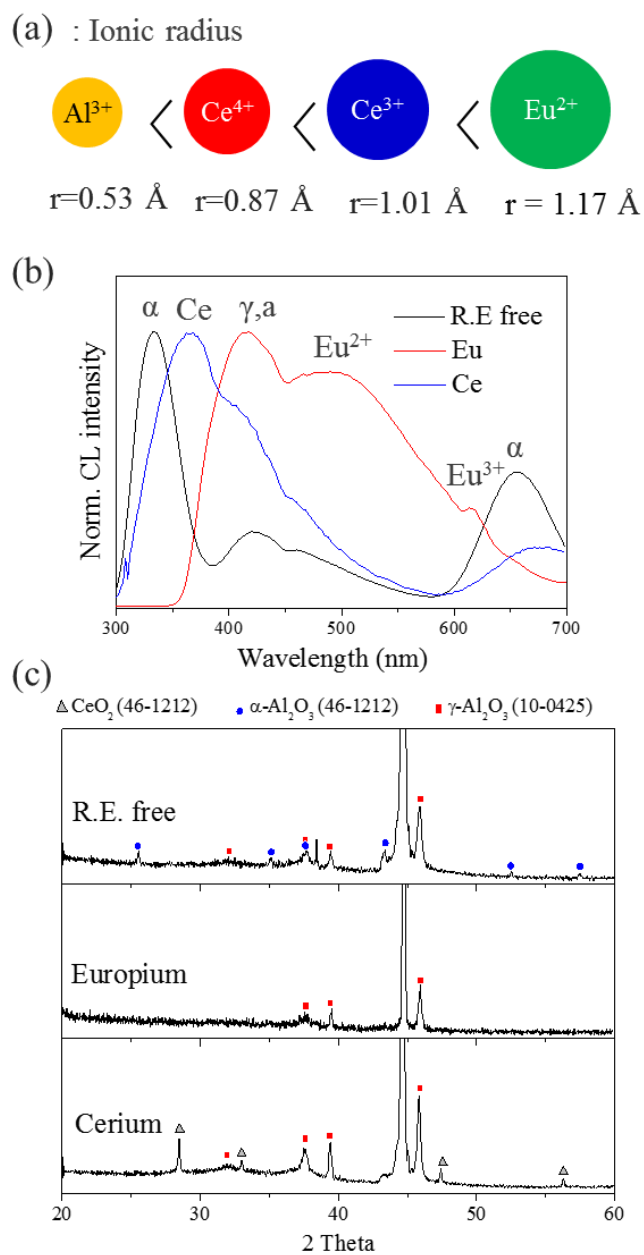 (a) : Ionic radius
Al³⁺ < Ce⁴⁺ < Ce³⁺ < Eu²⁺
r=0.53 Å r=0.87 Å r=1.01 Å r = 1.17 Å
(b)
α Ce γ,a Eu²⁺ Eu³⁺ α
R.E free
Eu
Ce
Norm. CL intensity
300 400 500 600 700
Wavelength (nm)
(c)
CeO₂ (46-1212) α-Al₂O₃ (46-1212) γ-Al₂O₃ (10-0425)
R.E. free
Europium
Cerium
20 30 40 50 60
2 Theta